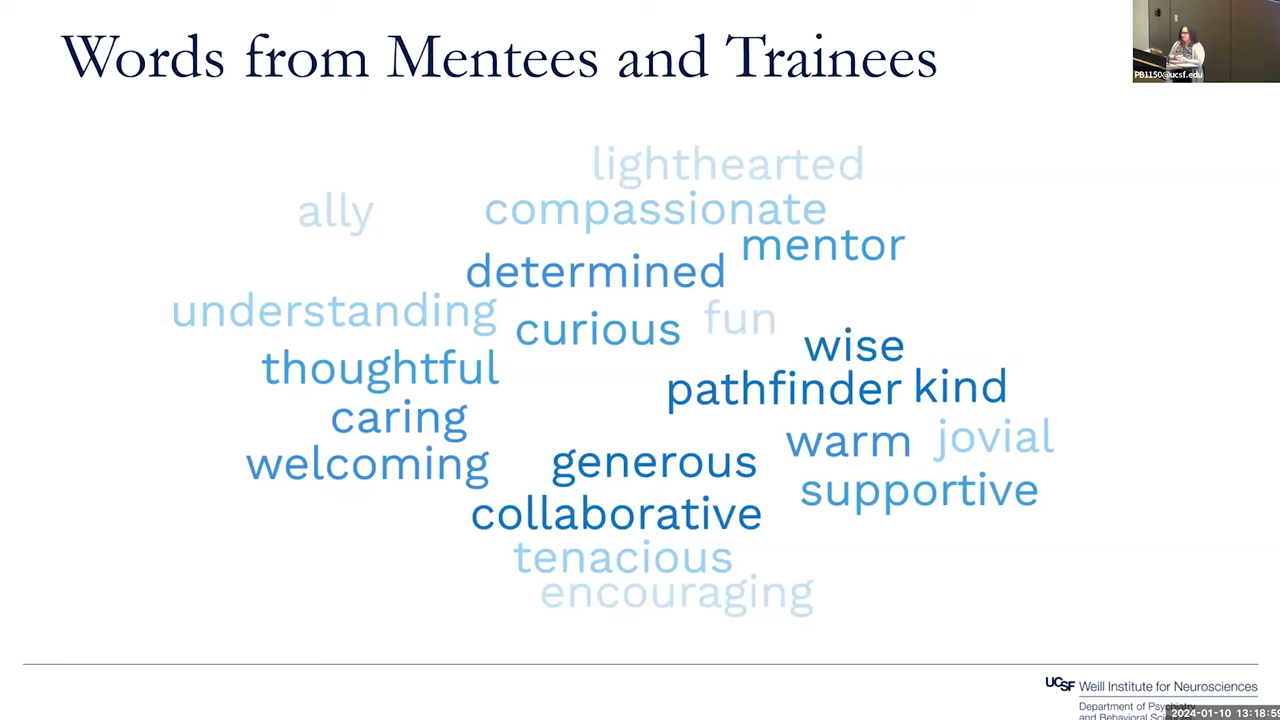 Words from Mentees and Trainees
PB1150@ucsf.edu
lighthearted
ally
compassionate
mentor
determined
understanding
curious
fun
wise
thoughtful
pathfinder
kind
caring
warm
jovial
welcoming
generous
supportive
collaborative
tenacious
encouraging
UCSF Weill Institute for Neurosciences
Department of Psychiatry
and Behavioral
2024-01-10 13:18:59